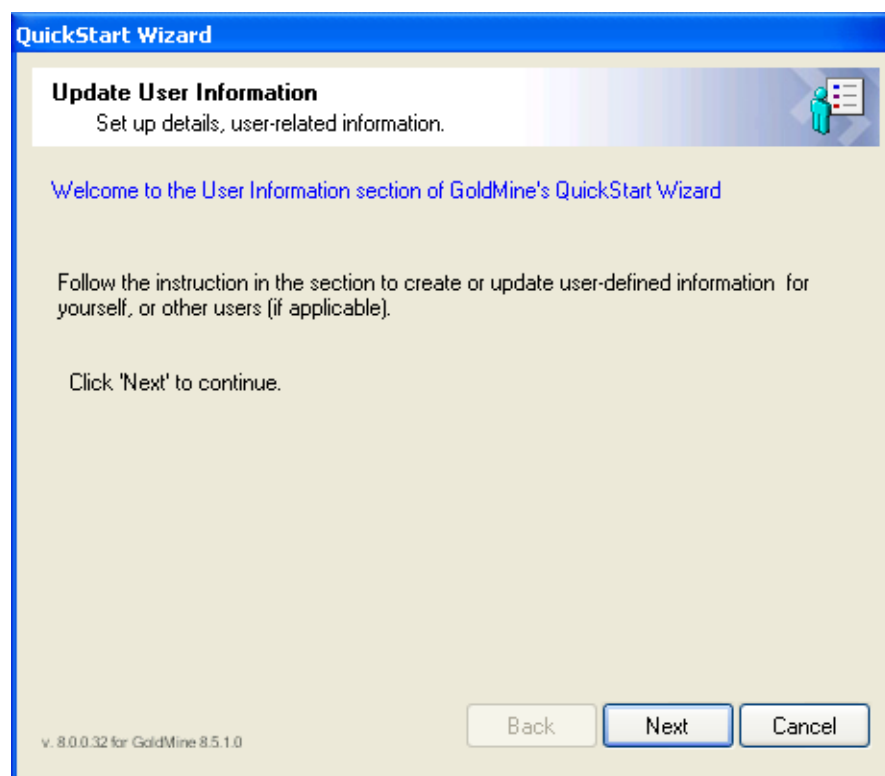 QuickStart Wizard
Update User Information
Set up details, user-related information.
Welcome to the User Information section of GoldMine's QuickStart Wizard
Follow the instruction in the section to create or update user-defined information for
yourself, or other users (if applicable).
Click 'Next' to continue.
v. 8.0.0.32 for GoldMine 8.5.1.0
Back
Next
Cancel